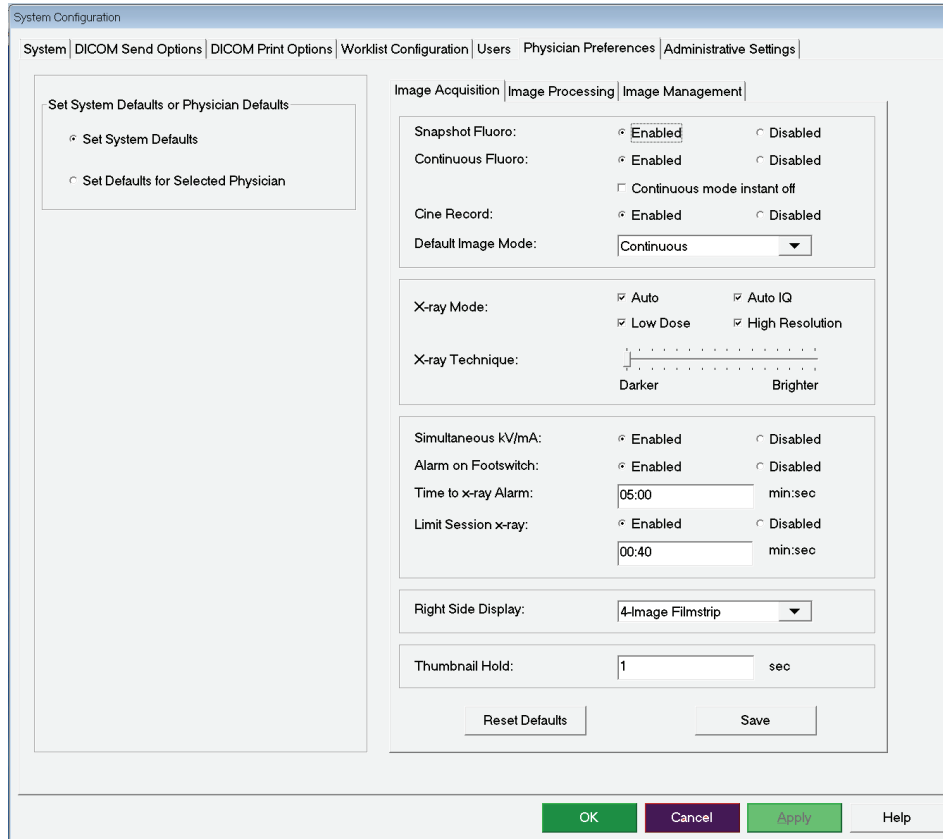 System Configuration
System DICOM Send Options DICOM Print Options Worklist Configuration Users Physician Preferences Administrative Settings
Set System Defaults or Physician Defaults
Set System Defaults
Set Defaults for Selected Physician
Image Acquisition Image Processing Image Management
Snapshot Fluoro: Enabled Disabled
Continuous Fluoro: Enabled Disabled
Continuous mode instant off
Cine Record: Enabled Disabled
Default Image Mode: Continuous
X-ray Mode: Auto Auto IQ
Low Dose High Resolution
X-ray Technique:
Darker Brighter
Simultaneous kV/mA: Enabled Disabled
Alarm on Footswitch: Enabled Disabled
Time to x-ray Alarm: 05:00 min:sec
Limit Session x-ray: Enabled Disabled
00:40 min:sec
Right Side Display: 4-Image Filmstrip
Thumbnail Hold: 1 sec
Reset Defaults Save
OK Cancel Apply Help